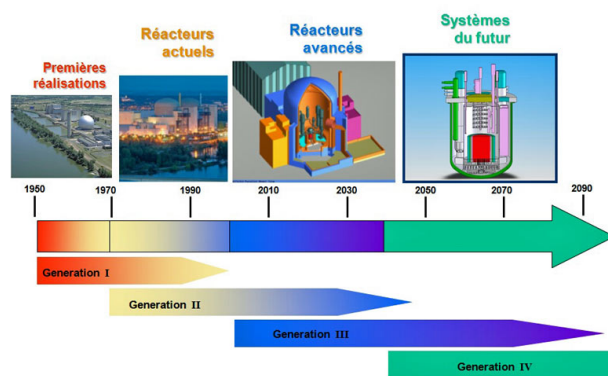 Premières
réalisations
Réacteurs
actuels
Réacteurs
avancés
Systèmes
du futur
1950
1970
1990
2010
2030
2050
2070
2090
Generation I
Generation II
Generation III
Generation IV